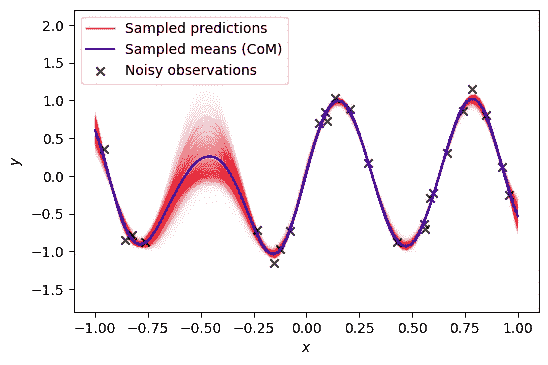 Sampled predictions
Sampled means (CoM)
Noisy observations
2.0
1.5
1.0
0.5
0.0
−0.5
−1.0
−1.5
y
−1.00 −0.75 −0.50 −0.25 0.00 0.25 0.50 0.75 1.00
x